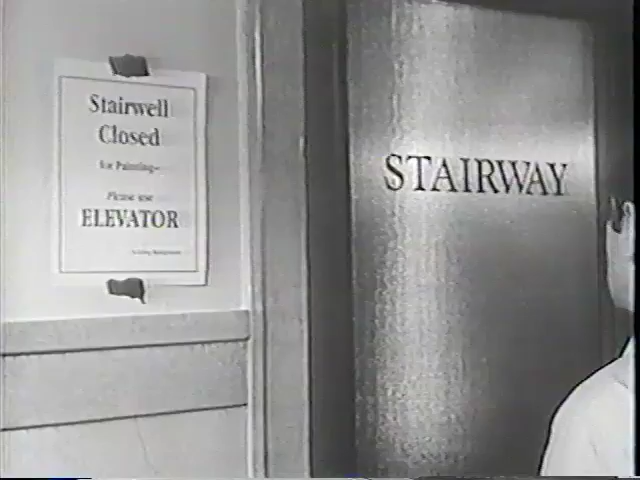 Stairwell
Closed
for Painting-
Please use
ELEVATOR
STAIRWAY